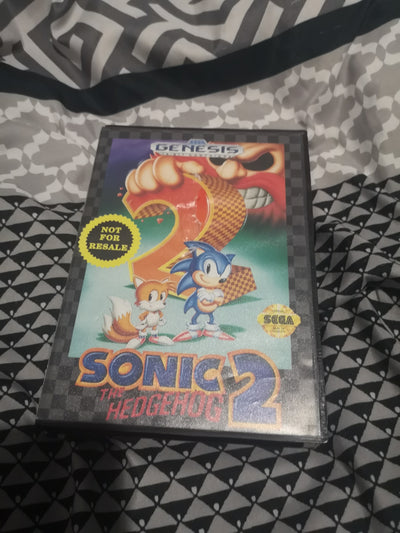 GENESIS
NOT
FOR
RESALE
2
SEGA
SONIC
THE
HEDGEHOG
2